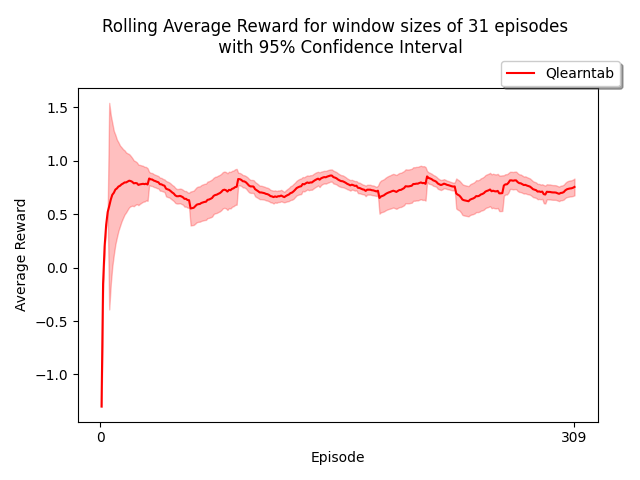 Rolling Average Reward for window sizes of 31 episodes
with 95% Confidence Interval
Qlearntab
1.5
1.0
0.5
0.0
−0.5
−1.0
Average Reward
0
309
Episode